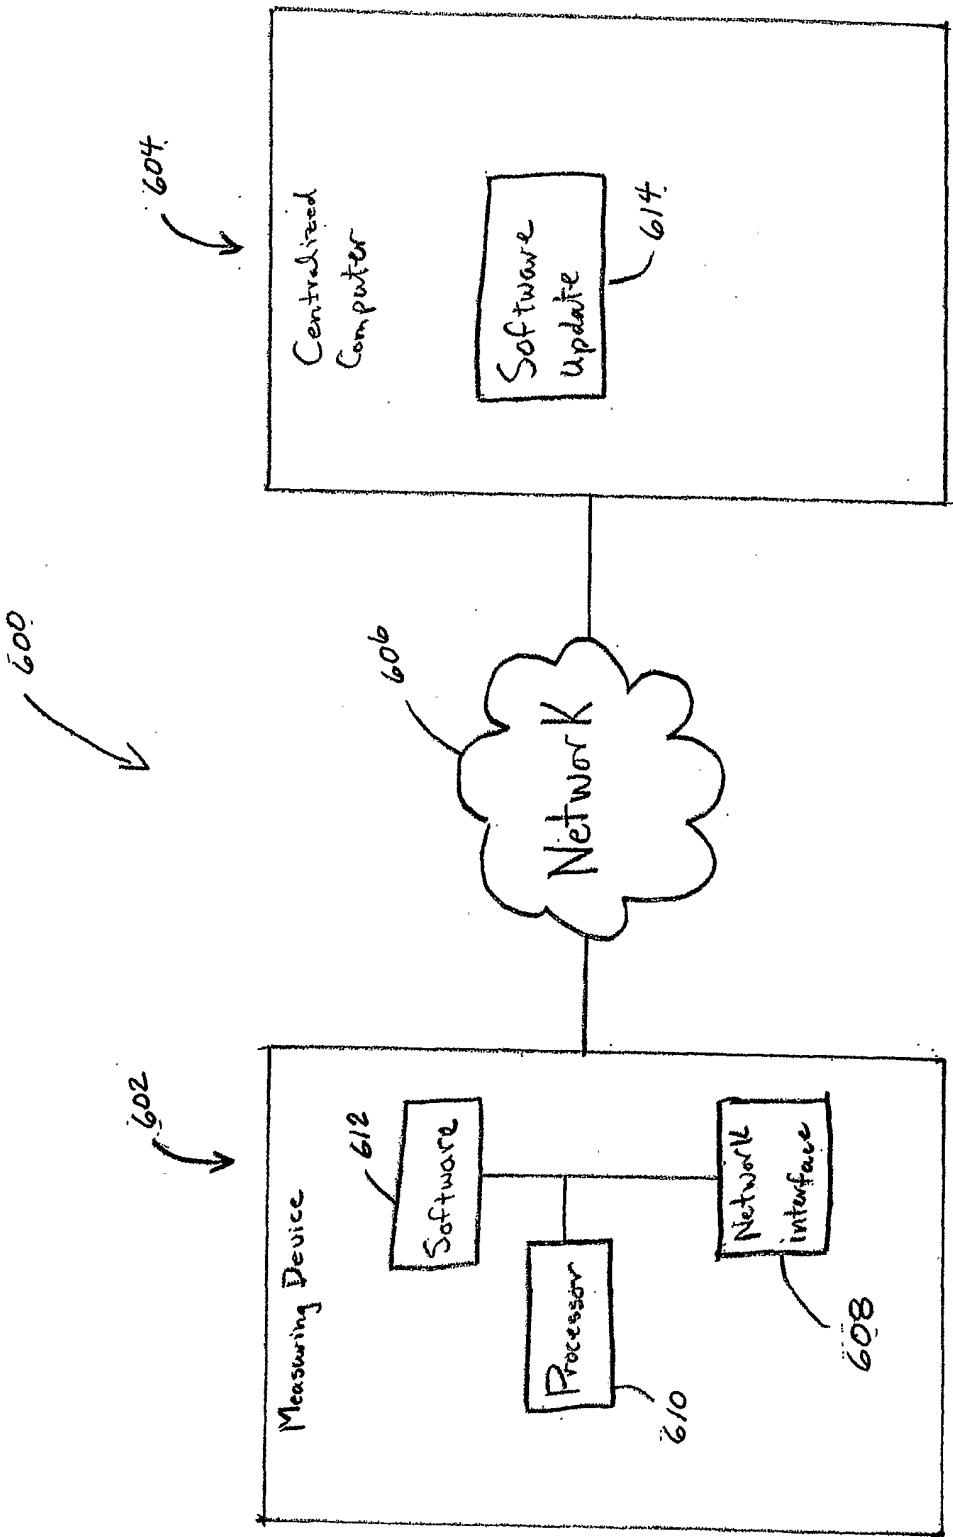 600
602
Measuring Device
612
Software
Processor
610
Network
interface
608
606
Network
604
Centralized
Computer
Software
update
614